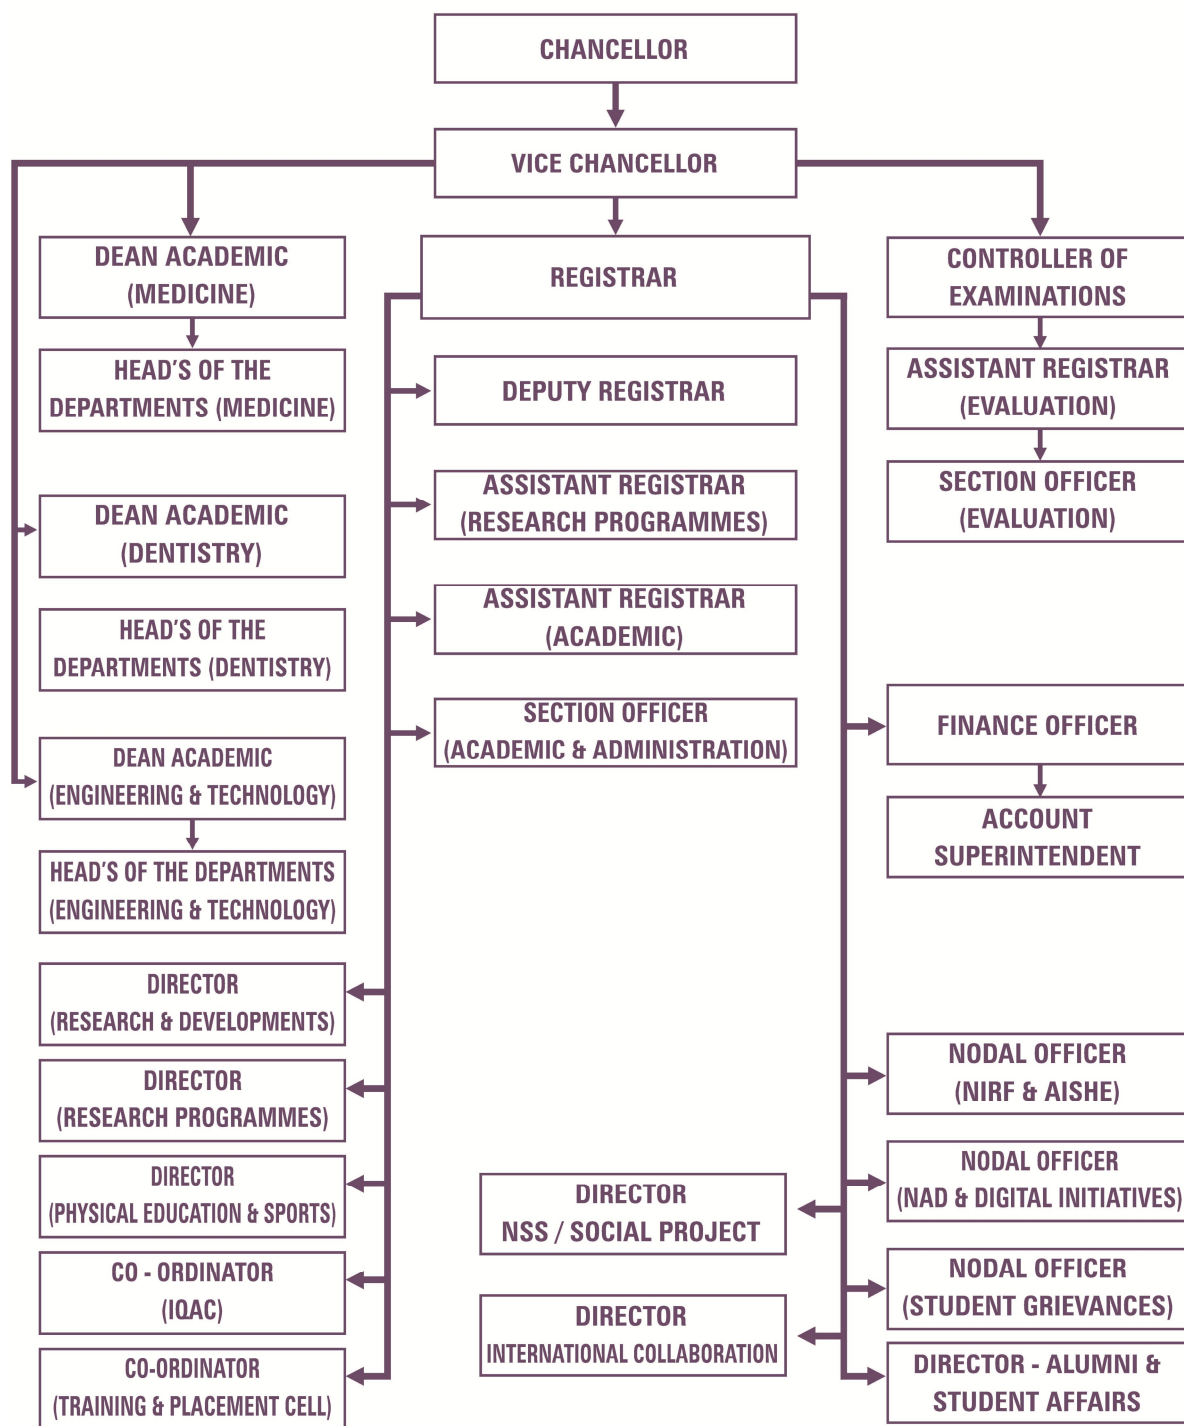 CHANCELLOR
VICE CHANCELLOR
DEAN ACADEMIC
(MEDICINE)
REGISTRAR
CONTROLLER OF
EXAMINATIONS
HEAD'S OF THE
DEPARTMENTS (MEDICINE)
DEPUTY REGISTRAR
ASSISTANT REGISTRAR
(EVALUATION)
DEAN ACADEMIC
(DENTISTRY)
ASSISTANT REGISTRAR
(RESEARCH PROGRAMMES)
SECTION OFFICER
(EVALUATION)
HEAD'S OF THE
DEPARTMENTS (DENTISTRY)
ASSISTANT REGISTRAR
(ACADEMIC)
DEAN ACADEMIC
(ENGINEERING & TECHNOLOGY)
SECTION OFFICER
(ACADEMIC & ADMINISTRATION)
FINANCE OFFICER
HEAD'S OF THE DEPARTMENTS
(ENGINEERING & TECHNOLOGY)
ACCOUNT
SUPERINTENDENT
DIRECTOR
(RESEARCH & DEVELOPMENTS)
DIRECTOR
(RESEARCH PROGRAMMES)
NODAL OFFICER
(NIRF & AISHE)
DIRECTOR
(PHYSICAL EDUCATION & SPORTS)
DIRECTOR
NSS / SOCIAL PROJECT
NODAL OFFICER
(NAD & DIGITAL INITIATIVES)
CO - ORDINATOR
(IQAC)
DIRECTOR
INTERNATIONAL COLLABORATION
NODAL OFFICER
(STUDENT GRIEVANCES)
CO-ORDINATOR
(TRAINING & PLACEMENT CELL)
DIRECTOR - ALUMNI &
STUDENT AFFAIRS